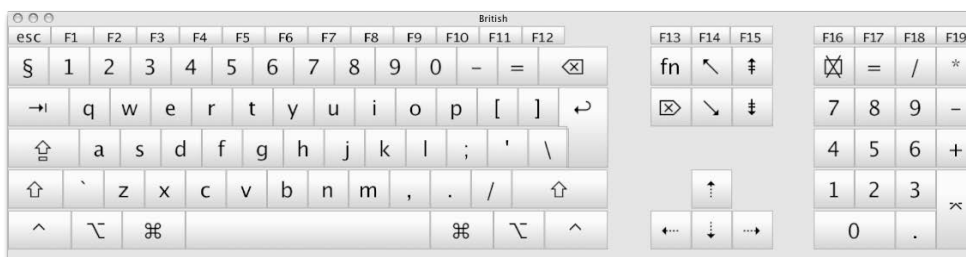 British
esc F1 F2 F3 F4 F5 F6 F7 F8 F9 F10 F11 F12 F13 F14 F15 F16 F17 F18 F19
§ 1 2 3 4 5 6 7 8 9 0 - = ⌫ fn ↖ ⇞ ⌧ = / *
⇥ q w e r t y u i o p [ ] ↩ ⌦ ↘ ⇟ 7 8 9 -
⇪ a s d f g h j k l ; ' \ 4 5 6 +
⇧ ` z x c v b n m , . / ⇧ ⇡ 1 2 3 ⌅
^ ⌥ ⌘ ⌘ ⌥ ^ ⇠ ⇣ ⇢ 0 .